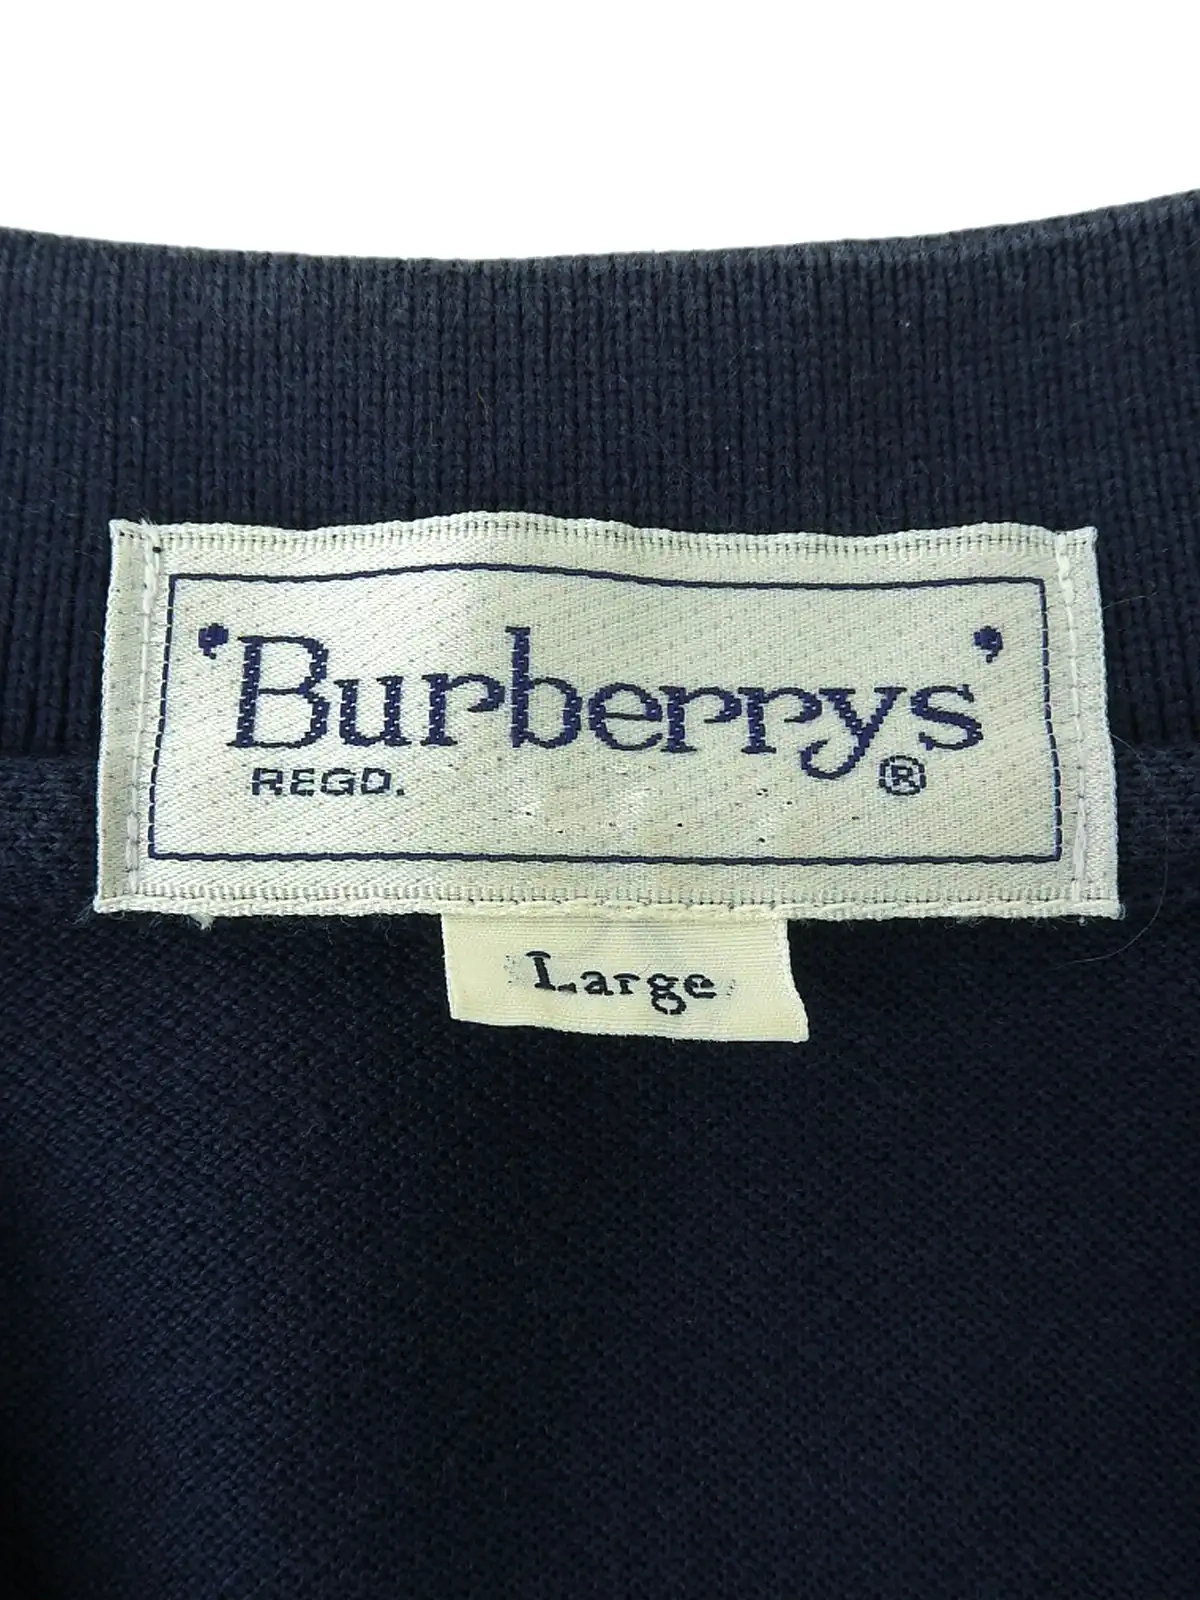 'Burberrys'
REGD. ®
Large